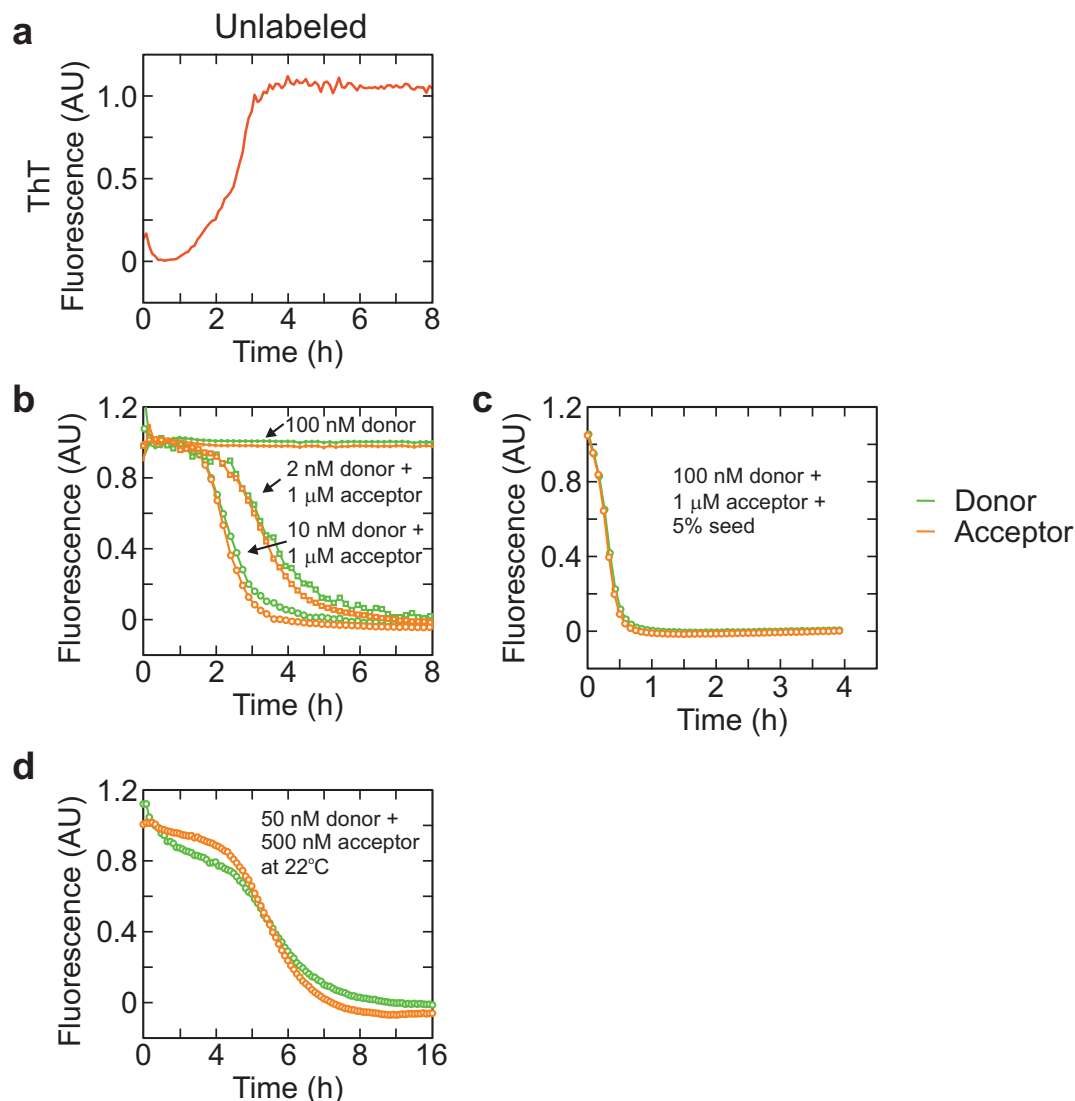 a
Unlabeled
ThT
Fluorescence (AU)
1.0
0.5
0
0 2 4 6 8
Time (h)
b
Fluorescence (AU)
1.2
0.8
0.4
0
100 nM donor
2 nM donor +
1 μM acceptor
10 nM donor +
1 μM acceptor
0 2 4 6 8
Time (h)
c
Fluorescence (AU)
1.2
0.8
0.4
0
100 nM donor +
1 μM acceptor +
5% seed
0 1 2 3 4
Time (h)
Donor
Acceptor
d
Fluorescence (AU)
1.2
0.8
0.4
0
50 nM donor +
500 nM acceptor
at 22°C
0 4 6 8 16
Time (h)